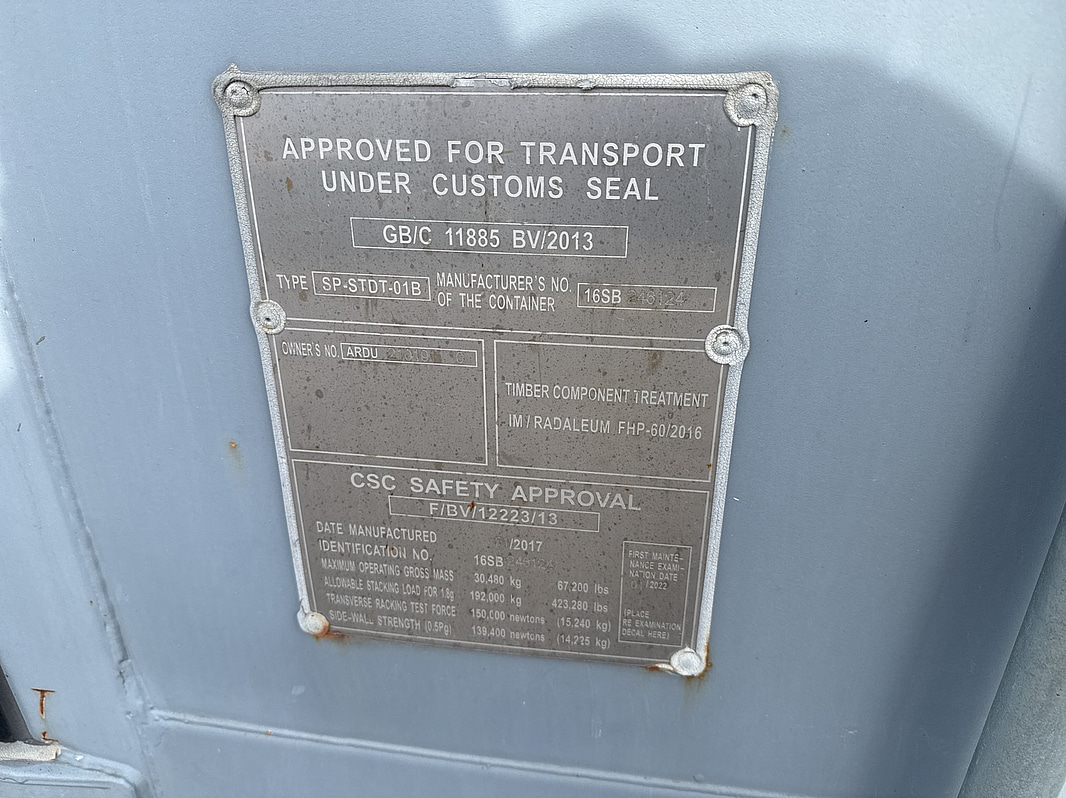 APPROVED FOR TRANSPORT
UNDER CUSTOMS SEAL
GB/C 11885 BV/2013
TYPE SP-STDT-01B MANUFACTURER'S NO.
OF THE CONTAINER 16SB
OWNER'S NO. ARDU
TIMBER COMPONENT TREATMENT
IM / RADALEUM FHP-60/2016
CSC SAFETY APPROVAL
F/BV/12223/13
DATE MANUFACTURED /2017
IDENTIFICATION NO. 16SB
MAXIMUM OPERATING GROSS MASS 30,480 kg 67,200 lbs
ALLOWABLE STACKING LOAD FOR 1.8g 192,000 kg 423,280 lbs
TRANSVERSE RACKING TEST FORCE 150,000 newtons (15,240 kg)
SIDE-WALL STRENGTH (0.5Pg) 139,400 newtons (14,225 kg)
FIRST MAINTE-
NANCE EXAMI-
NATION DATE
/2022
(PLACE
RE EXAMINATION
DECAL HERE)